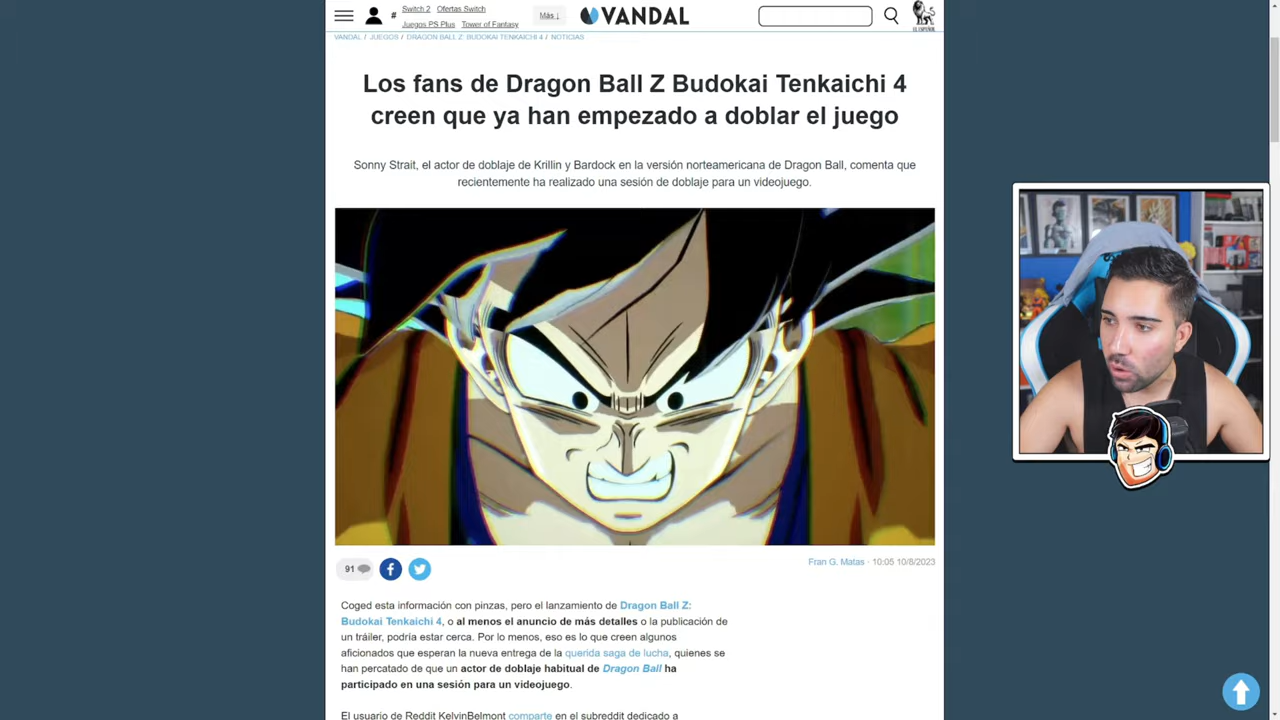 #
Switch 2 Ofertas Switch
Juegos PS Plus Tower of Fantasy
Más ↓
VANDAL
EL ESPAÑOL
VANDAL / JUEGOS / DRAGON BALL Z: BUDOKAI TENKAICHI 4 / NOTICIAS
Los fans de Dragon Ball Z Budokai Tenkaichi 4
creen que ya han empezado a doblar el juego
Sonny Strait, el actor de doblaje de Krillin y Bardock en la versión norteamericana de Dragon Ball, comenta que
recientemente ha realizado una sesión de doblaje para un videojuego.
91
Fran G. Matas · 10:05 10/8/2023
Coged esta información con pinzas, pero el lanzamiento de Dragon Ball Z:
Budokai Tenkaichi 4, o al menos el anuncio de más detalles o la publicación de
un tráiler, podría estar cerca. Por lo menos, eso es lo que creen algunos
aficionados que esperan la nueva entrega de la querida saga de lucha, quienes se
han percatado de que un actor de doblaje habitual de Dragon Ball ha
participado en una sesión para un videojuego.
El usuario de Reddit KelvinBelmont comparte en el subreddit dedicado a